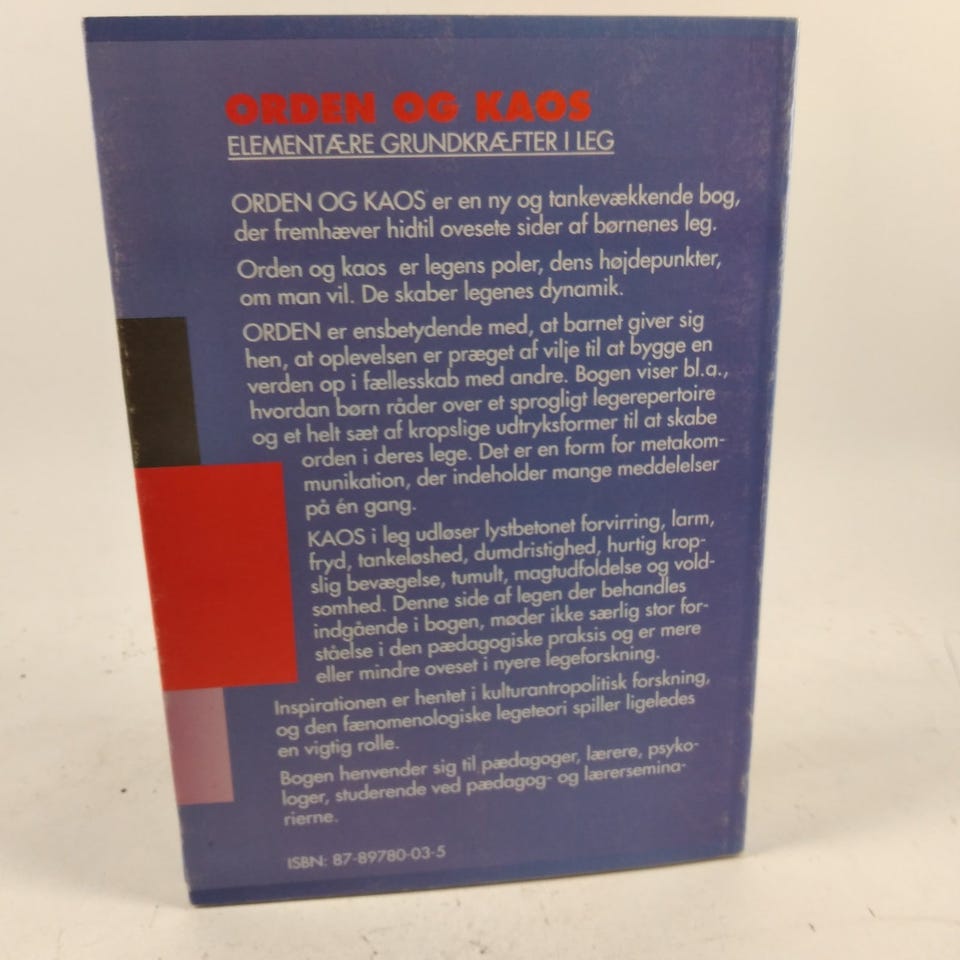 ORDEN OG KAOS
ELEMENTÆRE GRUNDKRÆFTER I LEG
ORDEN OG KAOS er en ny og tankevækkende bog,
der fremhæver hidtil ovesete sider af børnenes leg.
Orden og kaos er legens poler, dens højdepunkter,
om man vil. De skaber legenes dynamik.
ORDEN er ensbetydende med, at barnet giver sig
hen, at oplevelsen er præget af vilje til at bygge en
verden op i fællesskab med andre. Bogen viser bl.a.,
hvordan børn råder over et sprogligt legerepertoire
og et helt sæt af kropslige udtryksformer til at skabe
orden i deres lege. Det er en form for metakom-
munikation, der indeholder mange meddelelser
på én gang.
KAOS i leg udløser lystbetonet forvirring, larm,
fryd, tankeløshed, dumdristighed, hurtig krop-
slig bevægelse, tumult, magtudfoldelse og vold-
somhed. Denne side af legen der behandles
indgående i bogen, møder ikke særlig stor for-
ståelse i den pædagogiske praksis og er mere
eller mindre oveset i nyere legeforskning.
Inspirationen er hentet i kulturantropolitisk forskning,
og den fænomenologiske legeteori spiller ligeledes
en vigtig rolle.
Bogen henvender sig til pædagoger, lærere, psyko-
loger, studerende ved pædagog- og lærersemina-
rierne.
ISBN: 87-89780-03-5